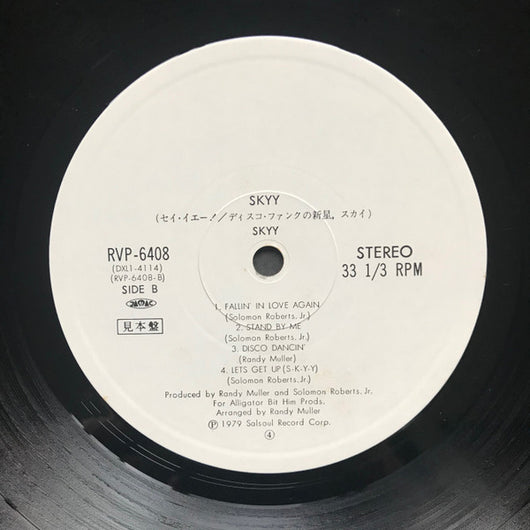 SKYY
(セイ・イエー!/ディスコ・ファンクの新星, スカイ)
SKYY
RVP-6408
(DXL1-4114)
(RVP-6408-B)
SIDE B
見本盤
STEREO
33 1/3 RPM
1. FALLIN' IN LOVE AGAIN
(Solomon Roberts, Jr.)
2. STAND BY ME
(Solomon Roberts, Jr.)
3. DISCO DANCIN'
(Randy Muller)
4. LETS GET UP (S-K-Y-Y)
(Solomon Roberts, Jr.)
Produced by Randy Muller and Solomon Roberts, Jr.
For Alligator Bit Him Prods.
Arranged by Randy Muller
Ⓟ 1979 Salsoul Record Corp.
④